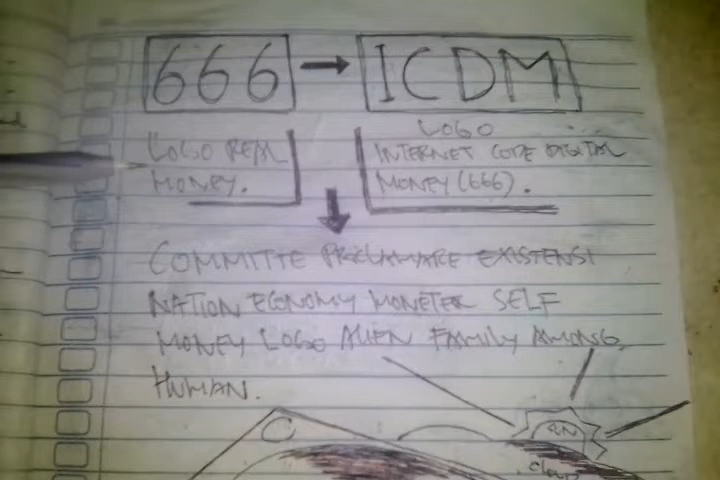 666 → ICDM
LOGO REAL
MONEY.
LOGO
INTERNET CODE DIGITAL
MONEY (666).
COMMITTE PROCLAMARE EXISTENSI
NATION ECONOMY MONETER SELF
MONEY LOGO ALIEN FAMILY AMONG
HUMAN.
C